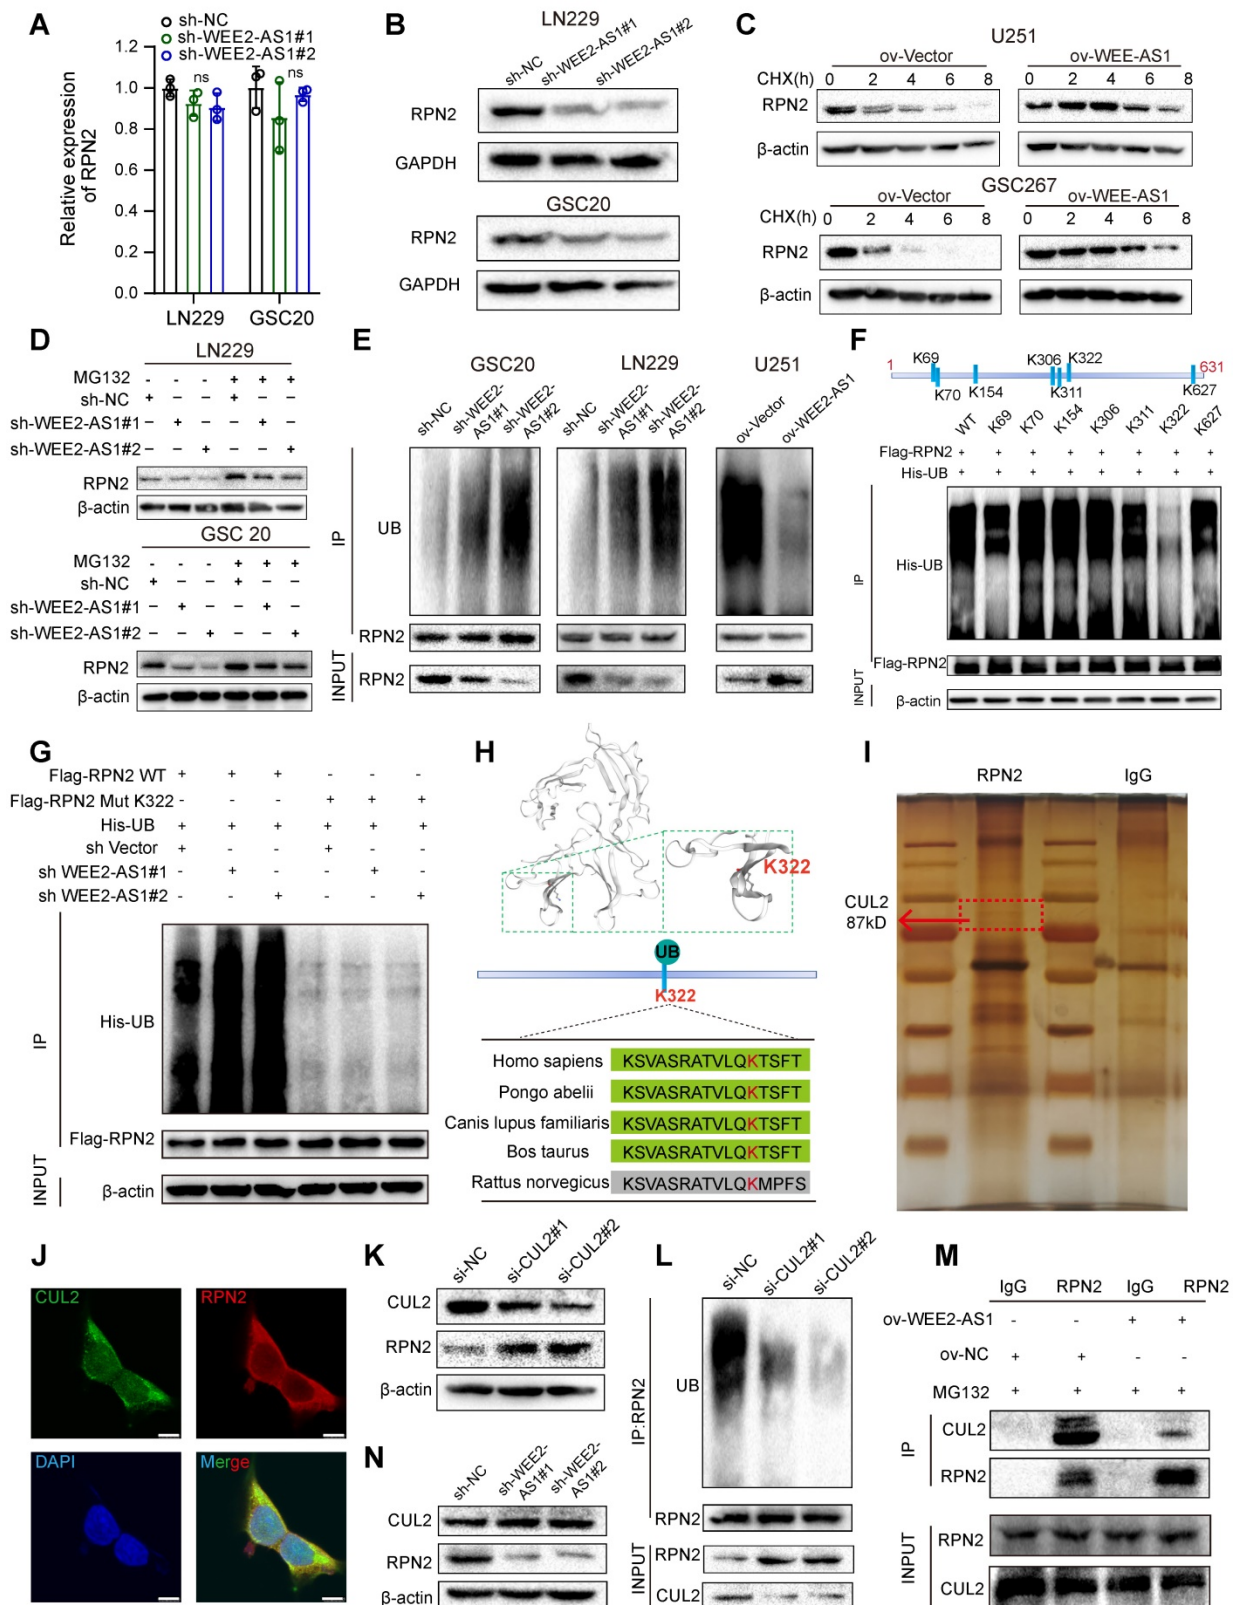 A
sh-NC
sh-WEE2-AS1#1
sh-WEE2-AS1#2
Relative expression
of RPN2
1.2
1.0
0.8
0.6
0.4
0.2
0.0
ns
ns
LN229
GSC20
B
LN229
sh-NC
sh-WEE2-AS1#1
sh-WEE2-AS1#2
RPN2
GAPDH
GSC20
RPN2
GAPDH
C
U251
ov-Vector
ov-WEE-AS1
CHX(h) 0 2 4 6 8 0 2 4 6 8
RPN2
β-actin
GSC267
ov-Vector
ov-WEE-AS1
CHX(h) 0 2 4 6 8 0 2 4 6 8
RPN2
β-actin
D
LN229
MG132 - - - + + +
sh-NC + - - + - -
sh-WEE2-AS1#1 - + - - + -
sh-WEE2-AS1#2 - - + - - +
RPN2
β-actin
GSC 20
MG132 - - - + + +
sh-NC + - - + - -
sh-WEE2-AS1#1 - + - - + -
sh-WEE2-AS1#2 - - + - - +
RPN2
β-actin
E
GSC20
LN229
U251
sh-NC
sh-WEE2-
AS1#1
sh-WEE2-
AS1#2
sh-NC
sh-WEE2-
AS1#1
sh-WEE2-
AS1#2
ov-Vector
ov-WEE2-AS1
IP
UB
RPN2
INPUT
RPN2
F
1
K69
K306
K322
631
K70
K154
K311
K627
WT K69 K70 K154 K306 K311 K322 K627
Flag-RPN2 + + + + + + + +
His-UB + + + + + + + +
IP
His-UB
Flag-RPN2
INPUT
β-actin
G
Flag-RPN2 WT + + + - - -
Flag-RPN2 Mut K322 - - - + + +
His-UB + + + + + +
sh Vector + - - + - -
sh WEE2-AS1#1 - + - - + -
sh WEE2-AS1#2 - - + - - +
IP
His-UB
Flag-RPN2
INPUT
β-actin
H
K322
UB
K322
Homo sapiens KSVASRATVLQKTSFT
Pongo abelii KSVASRATVLQKTSFT
Canis lupus familiaris KSVASRATVLQKTSFT
Bos taurus KSVASRATVLQKTSFT
Rattus norvegicus KSVASRATVLQKMPFS
I
RPN2
IgG
CUL2
87kD
J
CUL2
RPN2
DAPI
Merge
K
si-NC
si-CUL2#1
si-CUL2#2
CUL2
RPN2
β-actin
L
si-NC
si-CUL2#1
si-CUL2#2
IP:RPN2
UB
RPN2
INPUT
RPN2
CUL2
M
IgG RPN2 IgG RPN2
ov-WEE2-AS1 - - + +
ov-NC + + - -
MG132 + + + +
IP
CUL2
RPN2
INPUT
RPN2
CUL2
N
sh-NC
sh-WEE2-
AS1#1
sh-WEE2-
AS1#2
CUL2
RPN2
β-actin